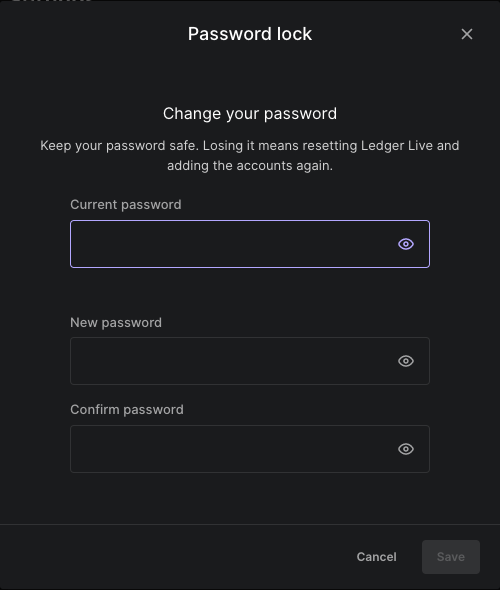 Password lock
Change your password
Keep your password safe. Losing it means resetting Ledger Live and
adding the accounts again.
Current password
New password
Confirm password
Cancel
Save